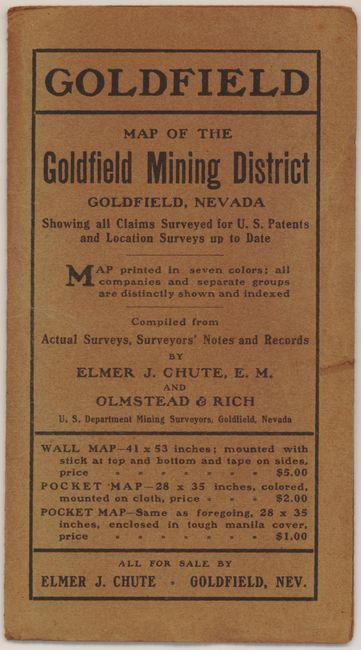 GOLDFIELD
MAP OF THE
Goldfield Mining District
GOLDFIELD, NEVADA
Showing all Claims Surveyed for U. S. Patents
and Location Surveys up to Date
MAP printed in seven colors; all
companies and separate groups
are distinctly shown and indexed
Compiled from
Actual Surveys, Surveyors' Notes and Records
BY
ELMER J. CHUTE, E. M.
AND
OLMSTEAD & RICH
U. S. Department Mining Surveyors, Goldfield, Nevada
WALL MAP—41 x 53 inches; mounted with
stick at top and bottom and tape on sides,
price " " " " " $5.00
POCKET MAP—28 x 35 inches, colored,
mounted on cloth, price " " " $2.00
POCKET MAP—Same as foregoing, 28 x 35
inches, enclosed in tough manila cover,
price " " " " " " $1.00
ALL FOR SALE BY
ELMER J. CHUTE " GOLDFIELD, NEV.